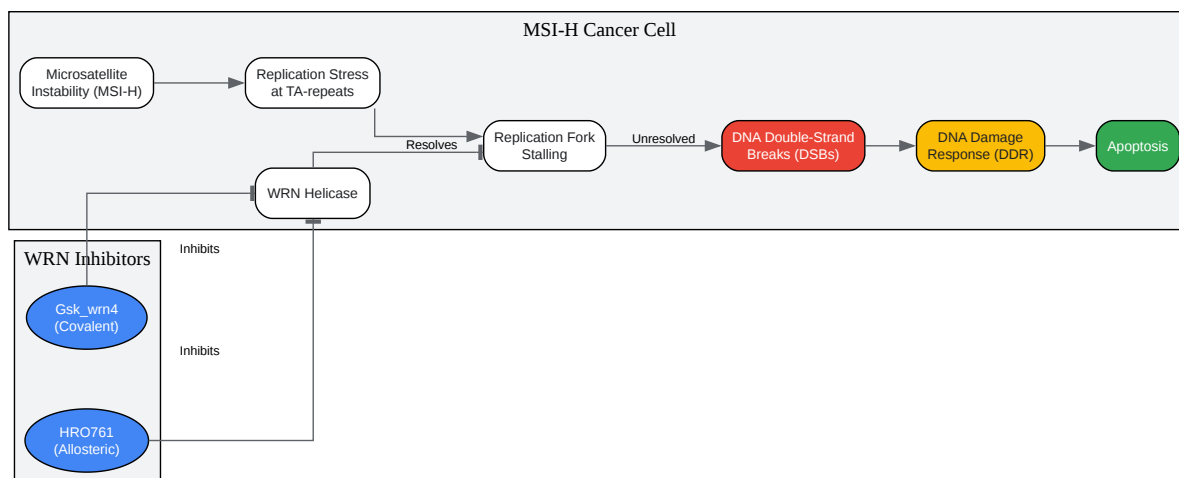 MSI-H Cancer Cell
Microsatellite
Instability (MSI-H)
Replication Stress
at TA-repeats
Resolves
Replication Fork
Stalling
Unresolved
DNA Double-Strand
Breaks (DSBs)
DNA Damage
Response (DDR)
Apoptosis
WRN Helicase
WRN Inhibitors
Inhibits
Gsk_wrn4
(Covalent)
Inhibits
HRO761
(Allosteric)